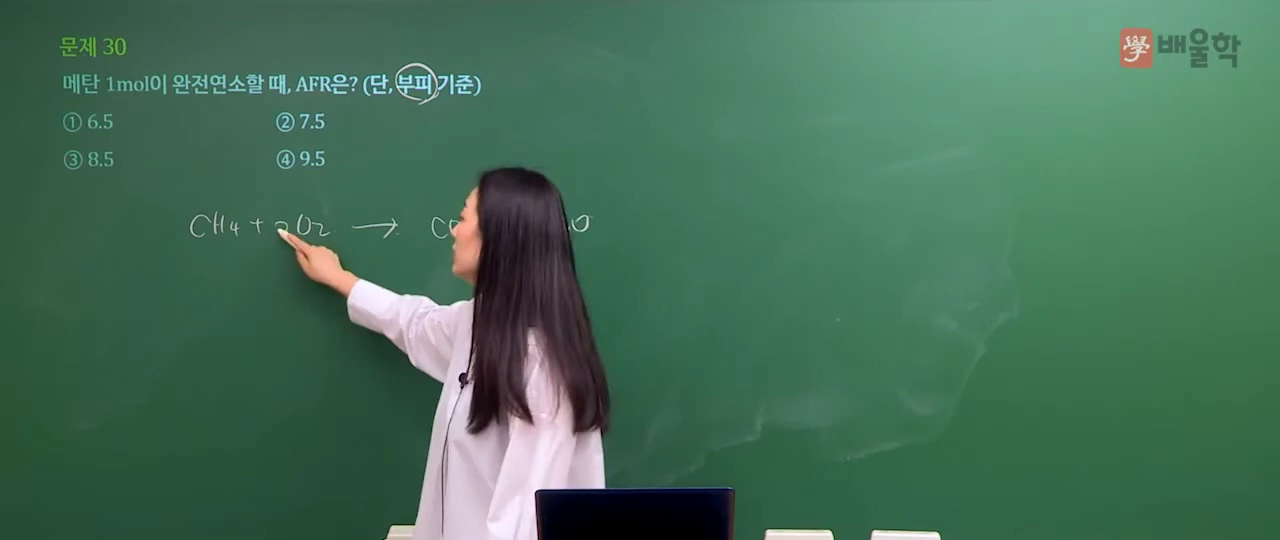 문제 30
學 배울학
메탄 1mol이 완전연소할 때, AFR은? (단, 부피 기준)
① 6.5 ② 7.5
③ 8.5 ④ 9.5
CH₄ + 2O₂ →